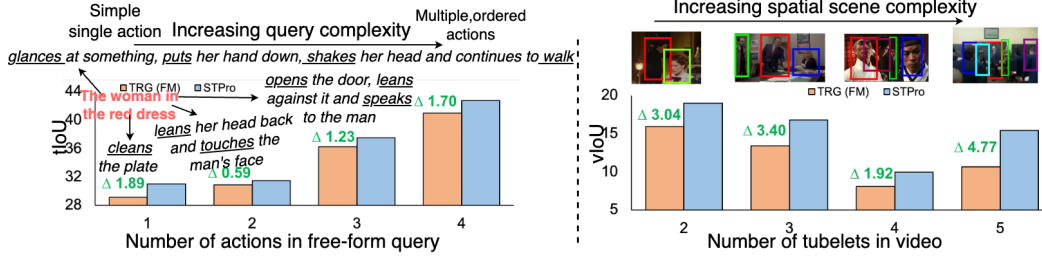 Simple
single action
Increasing query complexity
Multiple,ordered
actions
glances at something, puts her hand down, shakes her head and continues to walk
TRG (FM) STPro
The woman in
the red dress
opens the door, leans
against it and speaks
to the man
leans her head back
and touches the
man's face
cleans
the plate
tIoU
44
40
36
32
28
Δ 1.89
Δ 0.59
Δ 1.23
Δ 1.70
1 2 3 4
Number of actions in free-form query
Increasing spatial scene complexity
TRG (FM) STPro
vIoU
20
15
10
5
Δ 3.04
Δ 3.40
Δ 1.92
Δ 4.77
2 3 4 5
Number of tubelets in video